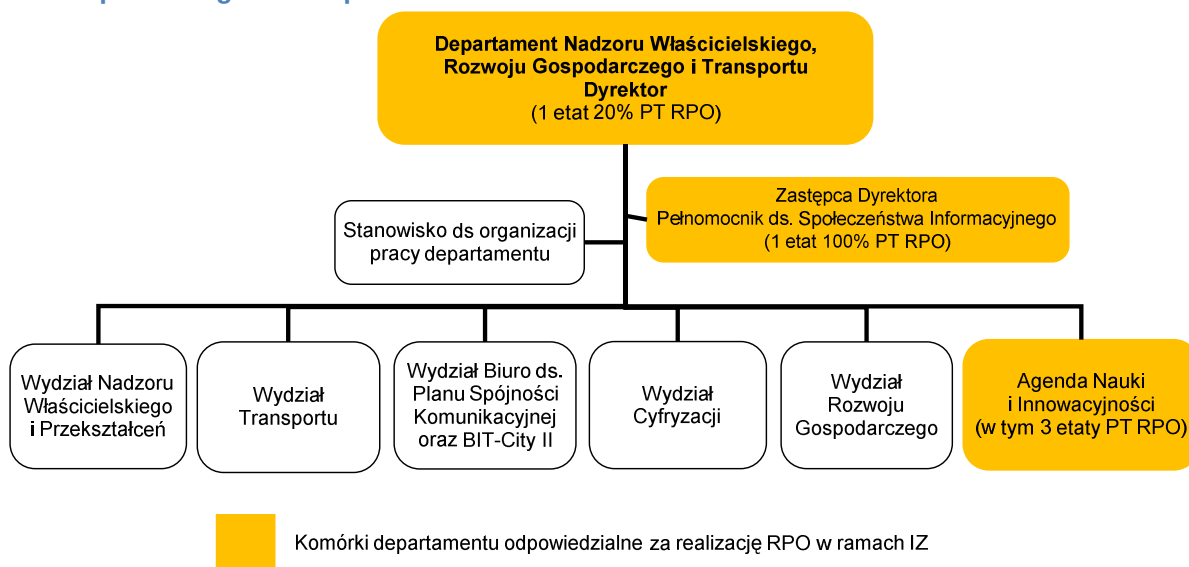 Departament Nadzoru Właścicielskiego,
Rozwoju Gospodarczego i Transportu
Dyrektor
(1 etat 20% PT RPO)
Zastępca Dyrektora
Pełnomocnik ds. Społeczeństwa Informacyjnego
(1 etat 100% PT RPO)
Stanowisko ds organizacji
pracy departamentu
Wydział Nadzoru
Właścicielskiego
i Przekształceń
Wydział
Transportu
Wydział Biuro ds.
Planu Spójności
Komunikacyjnej
oraz BIT-City II
Wydział
Cyfryzacji
Wydział
Rozwoju
Gospodarczego
Agenda Nauki
i Innowacyjności
(w tym 3 etaty PT RPO)
Komórki departamentu odpowiedzialne za realizację RPO w ramach IZ